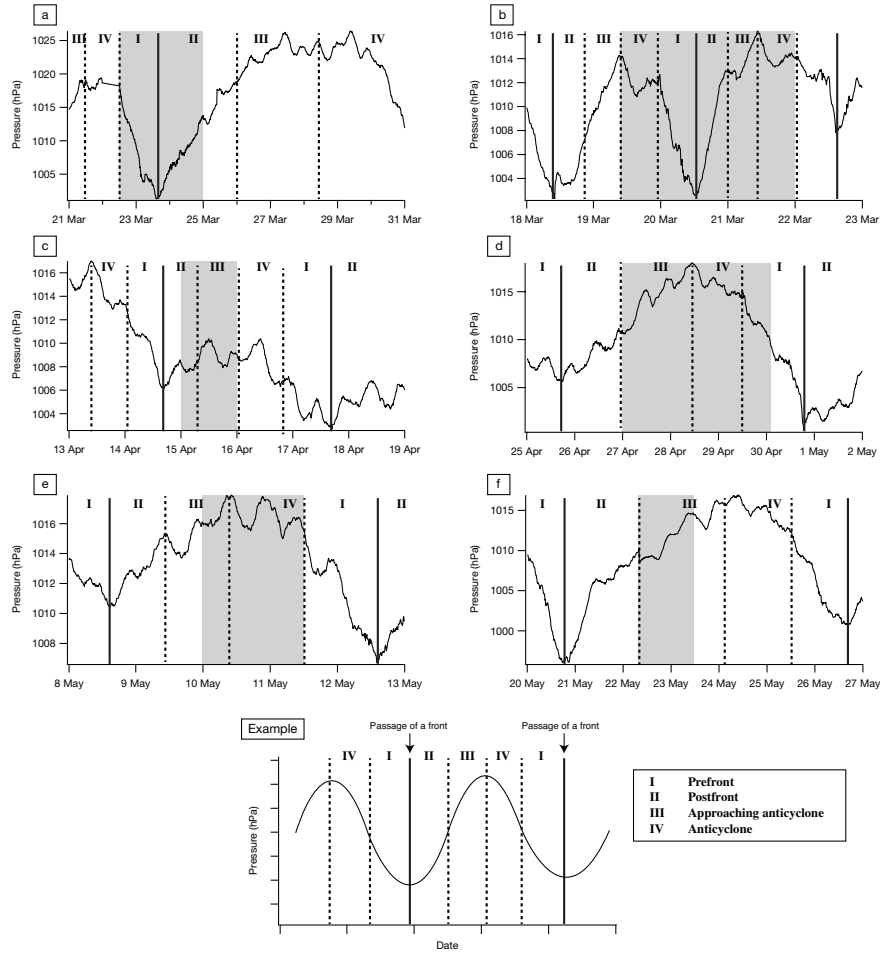 a
III IV I II III IV
1025
1020
1015
1010
1005
Pressure (hPa)
21 Mar 23 Mar 25 Mar 27 Mar 29 Mar 31 Mar
b
I II III IV I II III IV
1016
1014
1012
1010
1008
1006
1004
Pressure (hPa)
18 Mar 19 Mar 20 Mar 21 Mar 22 Mar 23 Mar
c
IV I II III IV I II
1016
1014
1012
1010
1008
1006
1004
Pressure (hPa)
13 Apr 14 Apr 15 Apr 16 Apr 17 Apr 18 Apr 19 Apr
d
I II III IV I II
1015
1010
1005
Pressure (hPa)
25 Apr 26 Apr 27 Apr 28 Apr 29 Apr 30 Apr 1 May 2 May
e
I II III IV I II
1016
1014
1012
1010
1008
Pressure (hPa)
8 May 9 May 10 May 11 May 12 May 13 May
f
I II III IV I
1015
1010
1005
1000
Pressure (hPa)
20 May 21 May 22 May 23 May 24 May 25 May 26 May 27 May
Example
Passage of a front Passage of a front
IV I II III IV I
Pressure (hPa)
Date
I Prefront
II Postfront
III Approaching anticyclone
IV Anticyclone